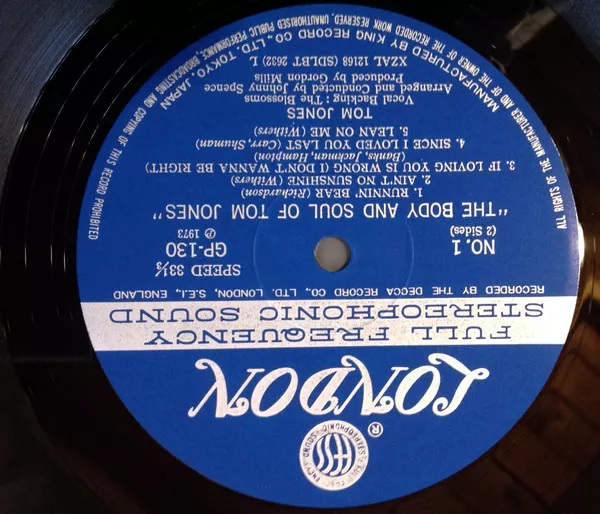 LONDON
®
FULL FREQUENCY
STEREOPHONIC SOUND
RECORDED BY THE DECCA RECORD CO., LTD. LONDON, S.E.I., ENGLAND
SPEED 33⅓
NO. 1
GP-130
(2 Sides)
℗ 1973
"THE BODY AND SOUL OF TOM JONES"
1. RUNNIN' BEAR (Richardson)
2. AIN'T NO SUNSHINE (Withers)
3. IF LOVING YOU IS WRONG (I DON'T WANNA BE RIGHT)
(Banks, Jackman, Hampton)
4. SINCE I LOVED YOU LAST (Carr, Shuman)
5. LEAN ON ME (Withers)
TOM JONES
Vocal Backing: The Blossoms
Arranged and Conducted by Johnny Spence
Produced by Gordon Mills
XZAL 12168 (SDLBT 2632) L
MANUFACTURED BY KING RECORD CO., LTD. TOKYO, JAPAN
ALL RIGHTS OF THE MANUFACTURER AND OF THE OWNER OF THE RECORDED WORK RESERVED, UNAUTHORISED PUBLIC PERFORMANCE, BROADCASTING AND COPYING OF THIS RECORD PROHIBITED